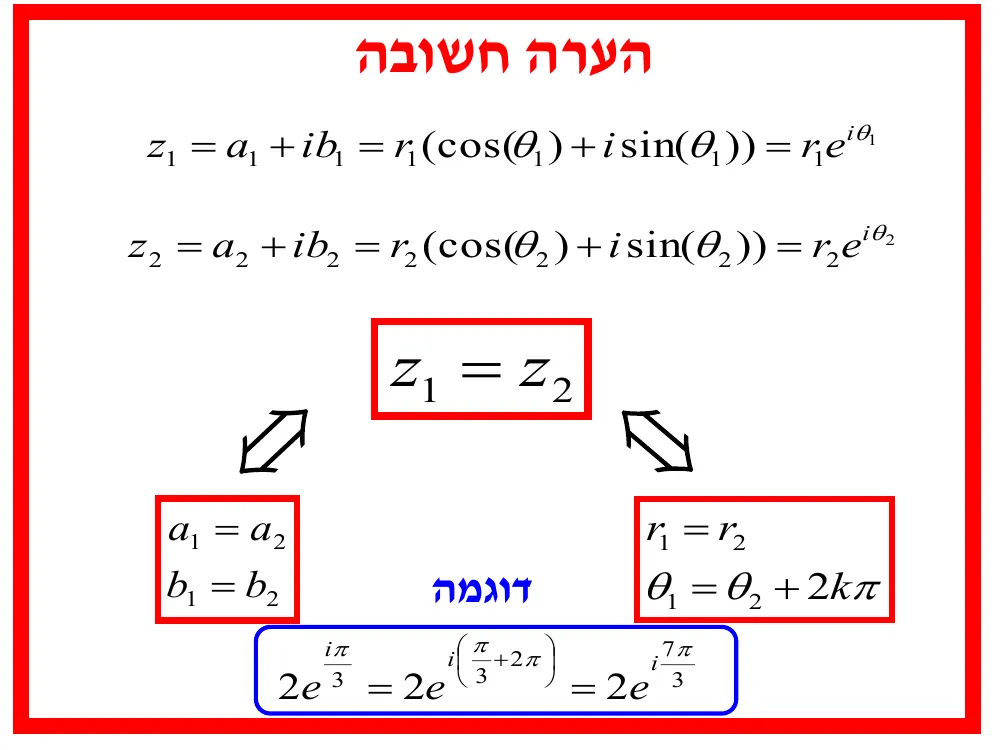 הערה חשובה
z₁ = a₁ + ib₁ = r₁(cos(θ₁) + i sin(θ₁)) = r₁e^{iθ₁}
z₂ = a₂ + ib₂ = r₂(cos(θ₂) + i sin(θ₂)) = r₂e^{iθ₂}
z₁ = z₂
a₁ = a₂
b₁ = b₂
r₁ = r₂
θ₁ = θ₂ + 2kπ
דוגמה
2e^{iπ/3} = 2e^{i(π/3 + 2π)} = 2e^{i7π/3}